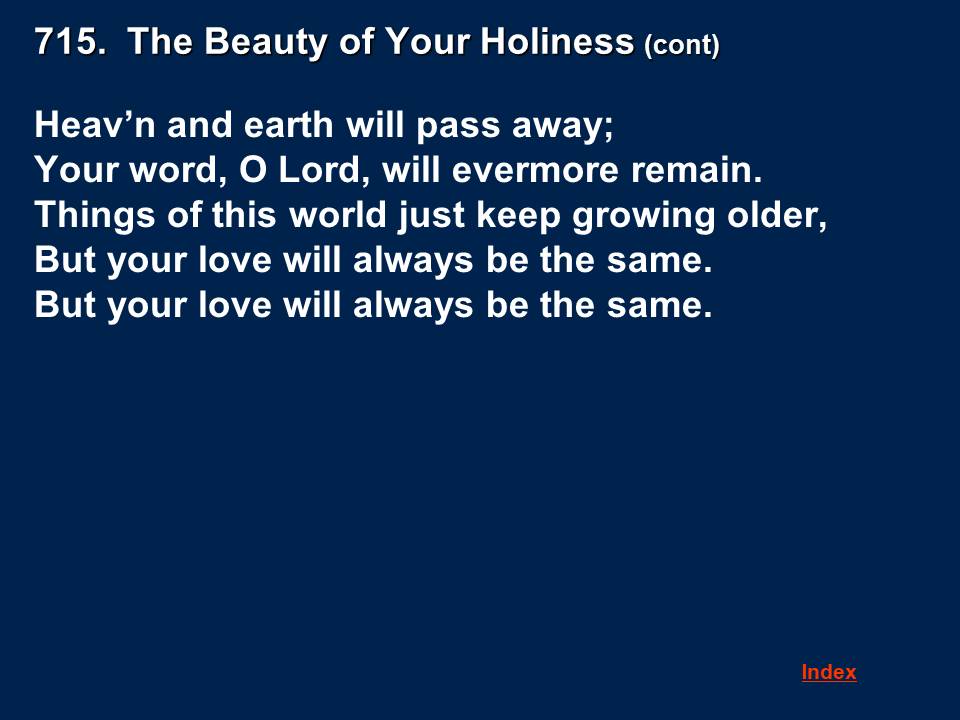 715.  The Beauty of Your Holiness (cont)
Heav’n and earth will pass away;
Your word, O Lord, will evermore remain.
Things of this world just keep growing older,
But your love will always be the same.
But your love will always be the same.
Index